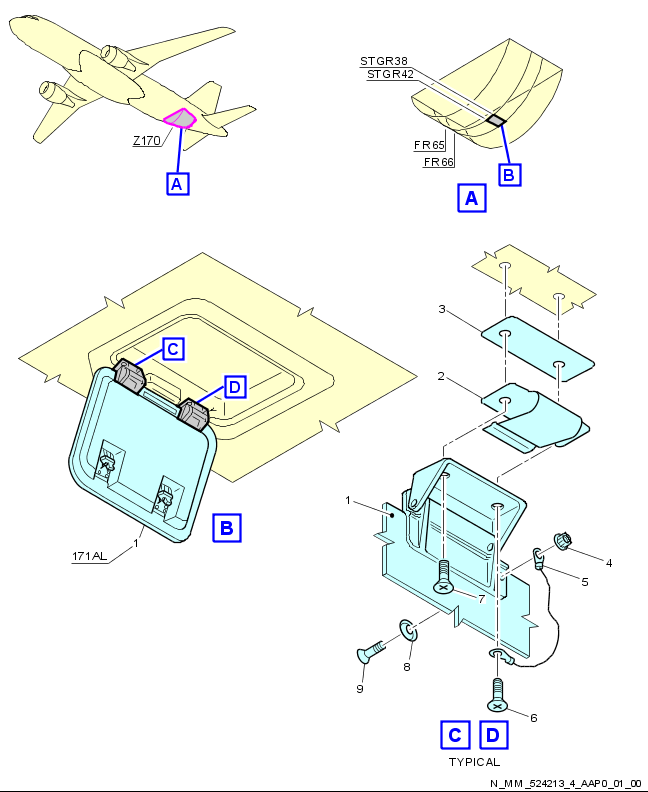 STGR38
STGR42
Z170
A
FR65
FR66
B
A
3
C
D
2
1
B
1
171AL
4
5
7
8
9
6
C D
TYPICAL
N_MM_524213_4_AAP0_01_00